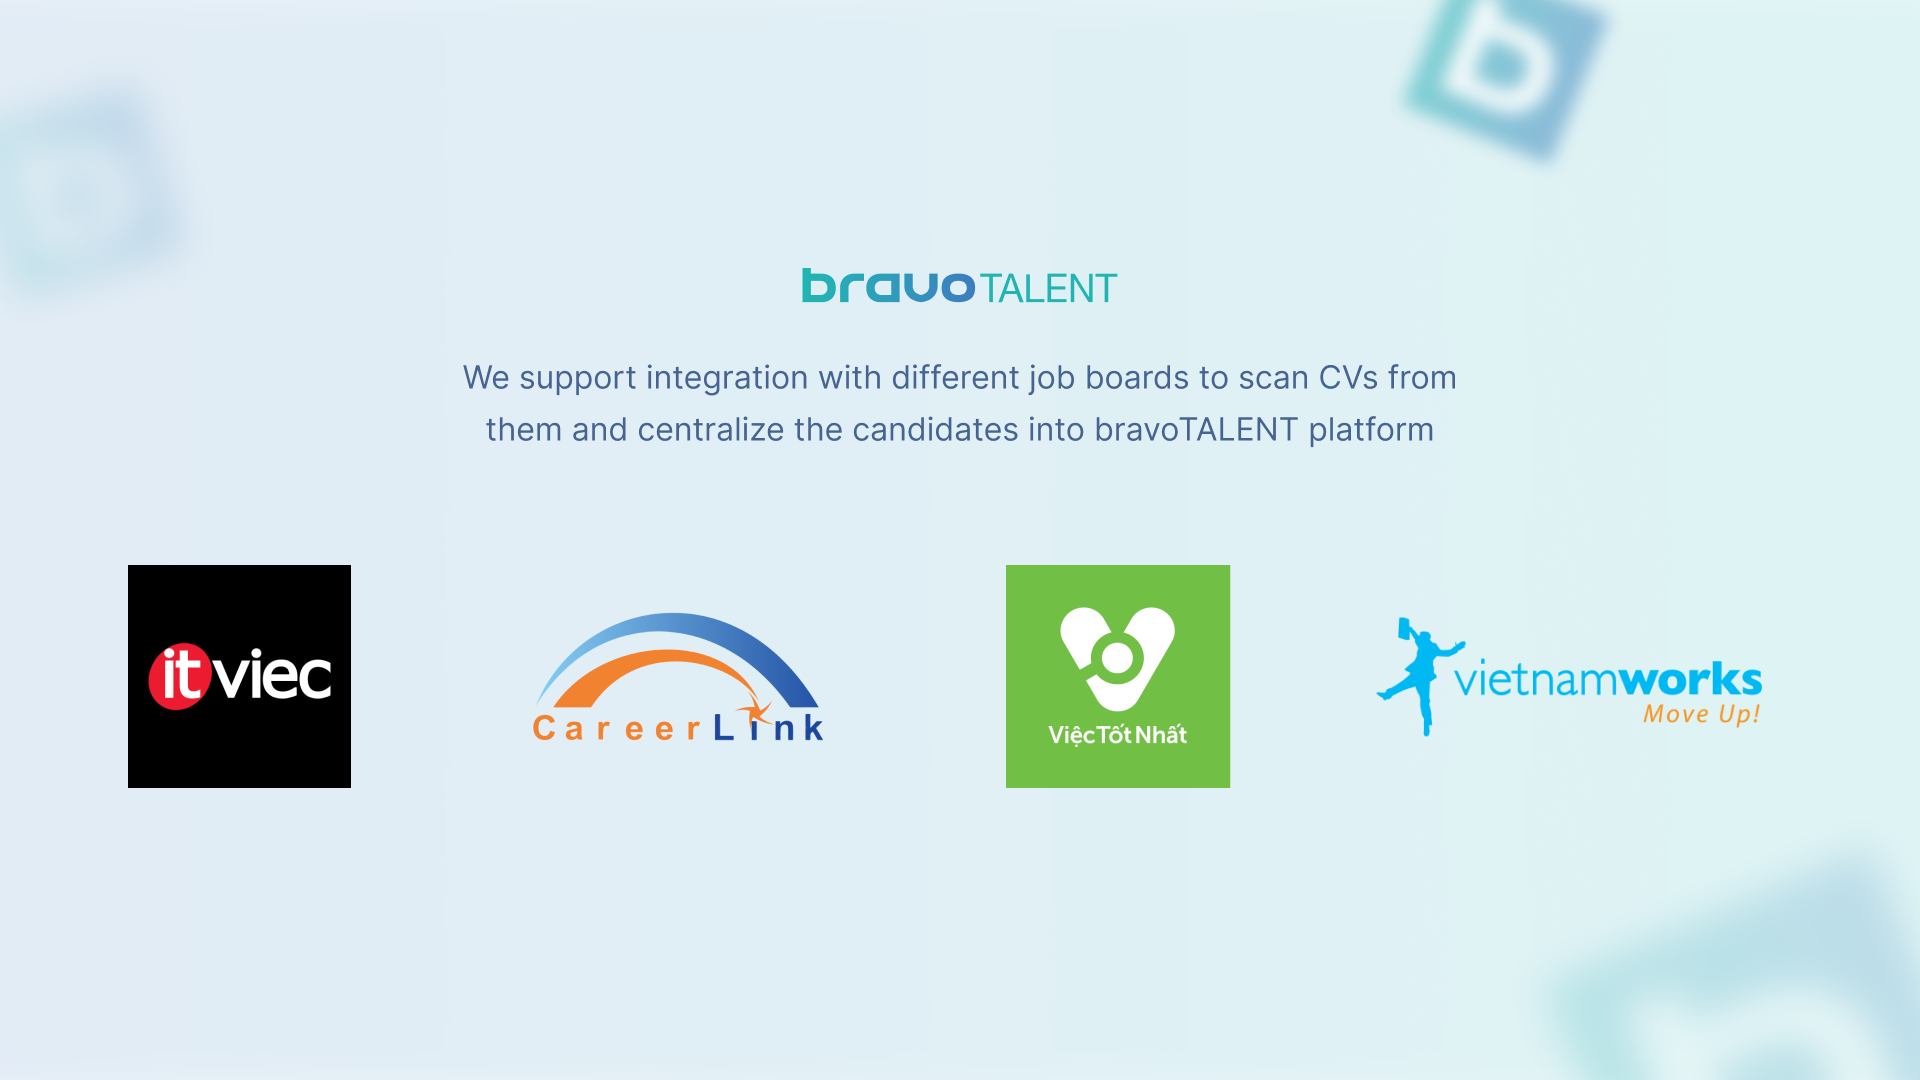 bravoTALENT
We support integration with different job boards to scan CVs from
them and centralize the candidates into bravoTALENT platform
itviec
CareerLink
ViệcTốtNhất
vietnamworks
Move Up!